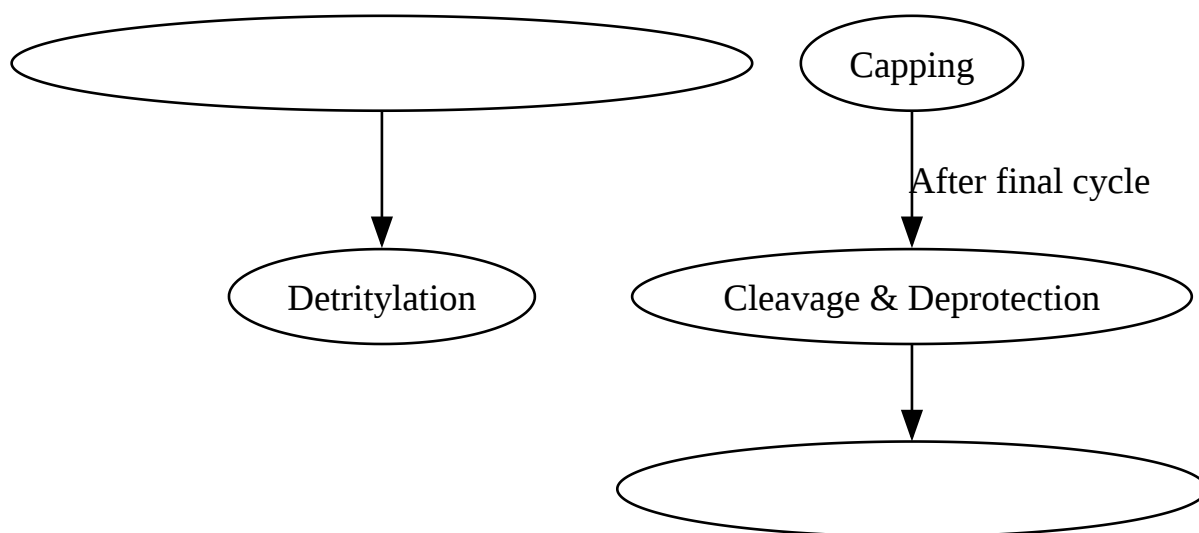 Capping
After final cycle
Detritylation
Cleavage & Deprotection